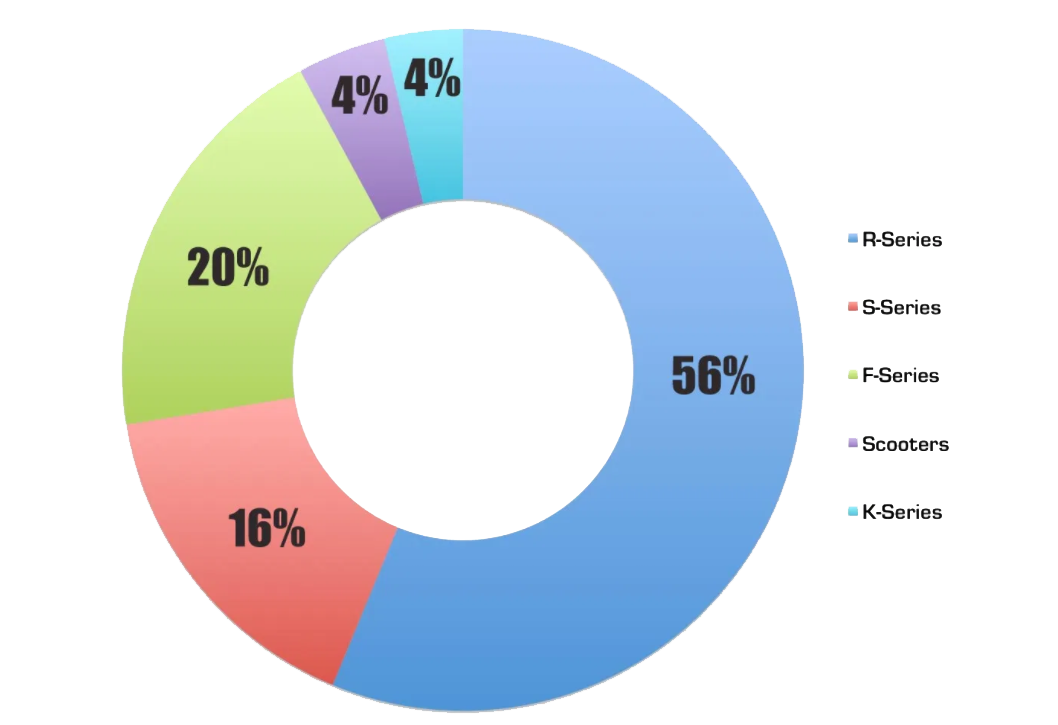 4%
4%
20%
56%
16%
R-Series
S-Series
F-Series
Scooters
K-Series